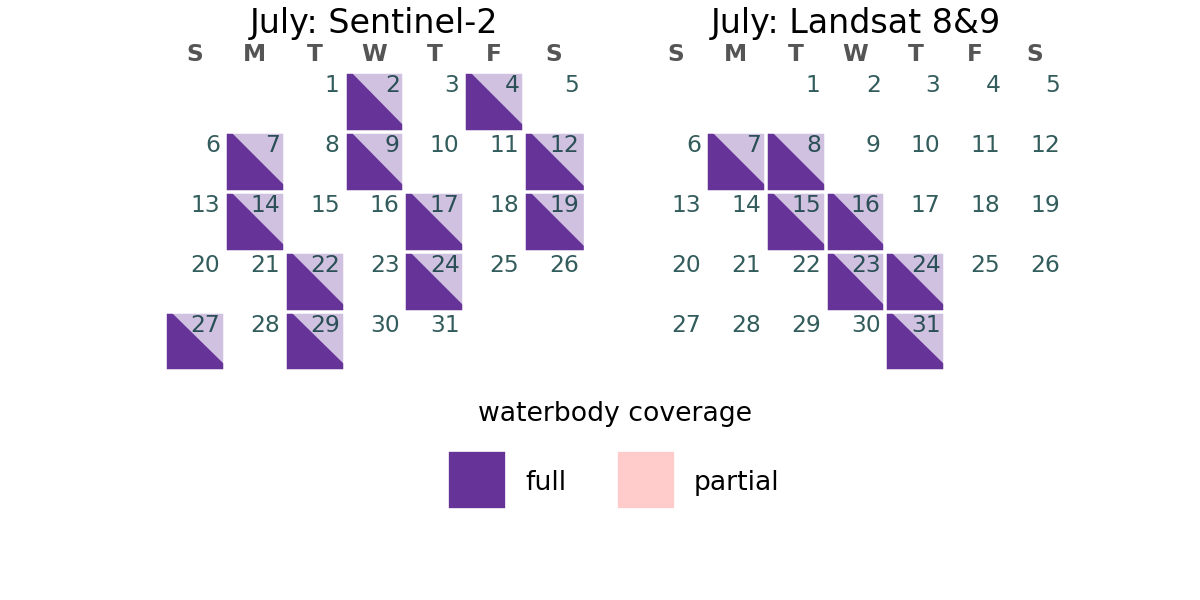 July: Sentinel-2
S M T W T F S
1 2 3 4 5
6 7 8 9 10 11 12
13 14 15 16 17 18 19
20 21 22 23 24 25 26
27 28 29 30 31
July: Landsat 8&9
S M T W T F S
1 2 3 4 5
6 7 8 9 10 11 12
13 14 15 16 17 18 19
20 21 22 23 24 25 26
27 28 29 30 31
waterbody coverage
full
partial